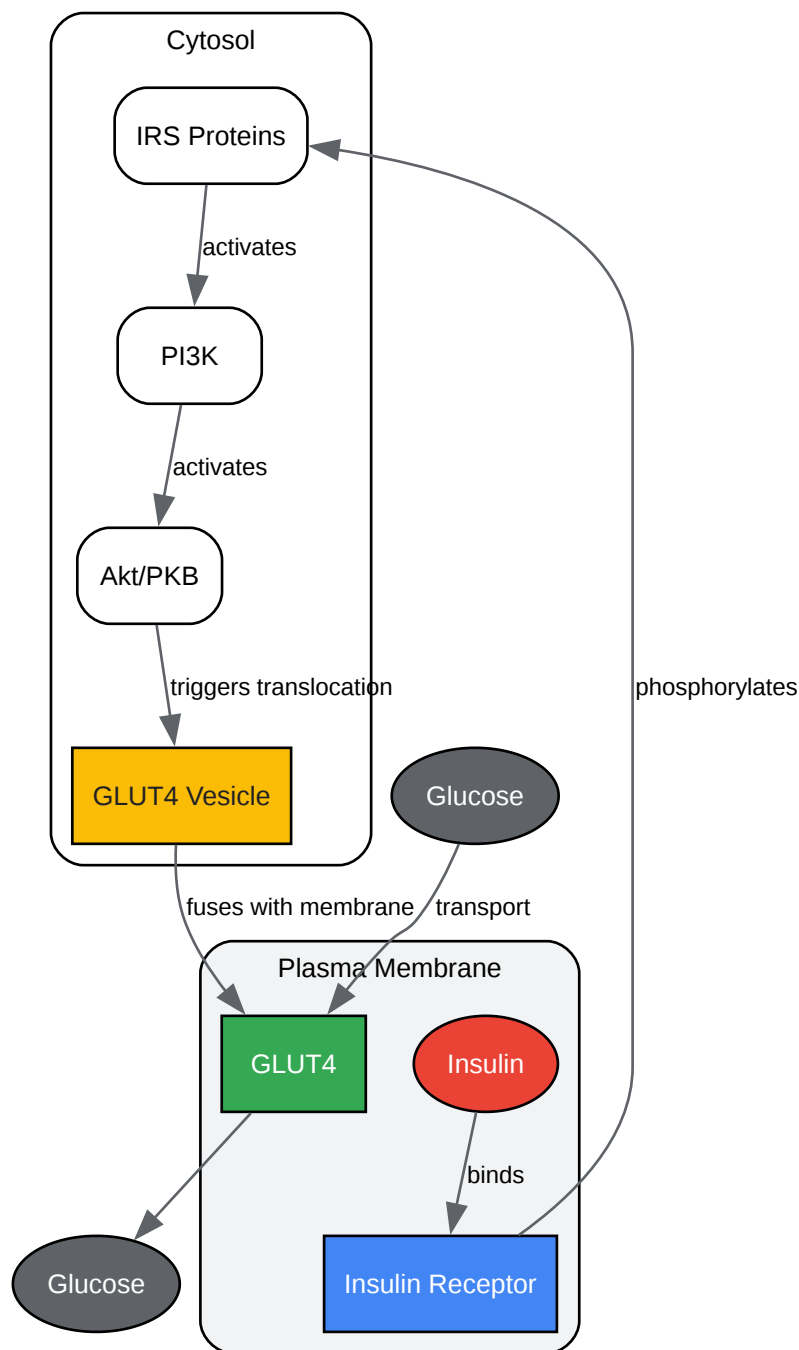 Cytosol
IRS Proteins
activates
PI3K
activates
Akt/PKB
triggers translocation
phosphorylates
GLUT4 Vesicle
Glucose
fuses with membrane
transport
Plasma Membrane
GLUT4
Insulin
binds
Glucose
Insulin Receptor